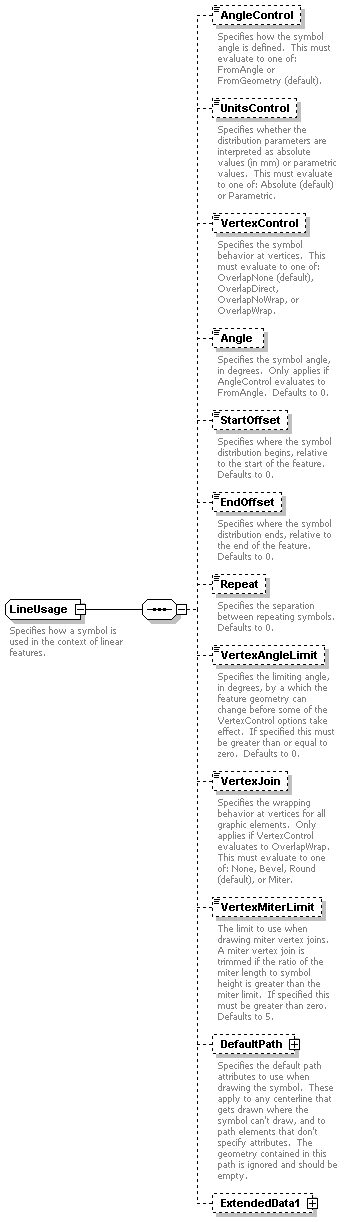 AngleControl
Specifies how the symbol
angle is defined.  This must
evaluate to one of:
FromAngle or
FromGeometry (default).
UnitsControl
Specifies whether the
distribution parameters are
interpreted as absolute
values (in mm) or parametric
values.  This must evaluate
to one of: Absolute (default)
or Parametric.
VertexControl
Specifies the symbol
behavior at vertices.  This
must evaluate to one of:
OverlapNone (default),
OverlapDirect,
OverlapNoWrap, or
OverlapWrap.
Angle
Specifies the symbol angle,
in degrees.  Only applies if
AngleControl evaluates to
FromAngle.  Defaults to 0.
StartOffset
Specifies where the symbol
distribution begins, relative
to the start of the feature.
Defaults to 0.
EndOffset
Specifies where the symbol
distribution ends, relative to
the end of the feature.
Defaults to 0.
LineUsage
Specifies how a symbol is
used in the context of linear
features.
Repeat
Specifies the separation
between repeating symbols.
Defaults to 0.
VertexAngleLimit
Specifies the limiting angle,
in degrees, by a which the
feature geometry can
change before some of the
VertexControl options take
effect.  If specified this must
be greater than or equal to
zero.  Defaults to 0.
VertexJoin
Specifies the wrapping
behavior at vertices for all
graphic elements.  Only
applies if VertexControl
evaluates to OverlapWrap.
This must evaluate to one
of: None, Bevel, Round
(default), or Miter.
VertexMiterLimit
The limit to use when
drawing miter vertex joins.
A miter vertex join is
trimmed if the ratio of the
miter length to symbol
height is greater than the
miter limit.  If specified this
must be greater than zero.
Defaults to 5.
DefaultPath
Specifies the default path
attributes to use when
drawing the symbol.  These
apply to any centerline that
gets drawn where the
symbol can't draw, and to
path elements that don't
specify attributes.  The
geometry contained in this
path is ignored and should be
empty.
ExtendedData1